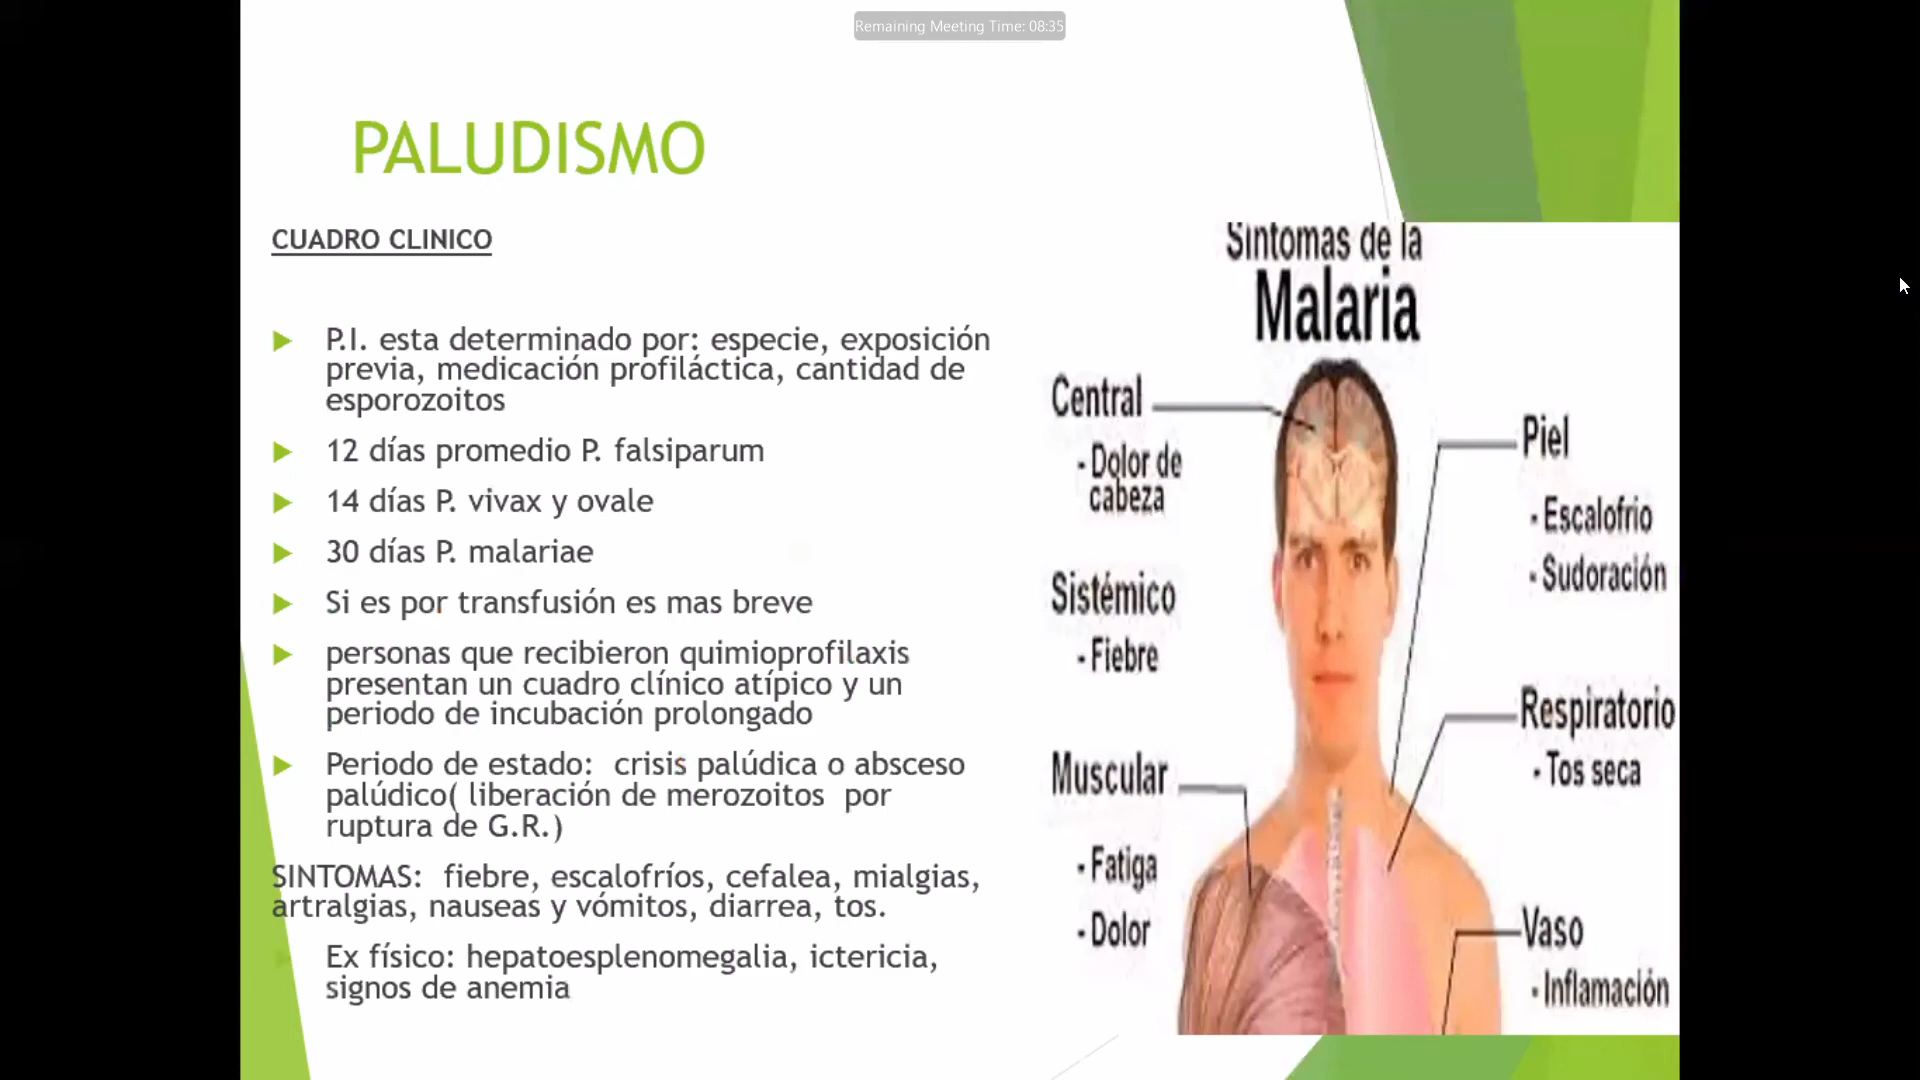 Remaining Meeting Time: 08:35
PALUDISMO
CUADRO CLINICO
P.I. esta determinado por: especie, exposición
previa, medicación profiláctica, cantidad de
esporozoitos
12 días promedio P. falsiparum
14 días P. vivax y ovale
30 días P. malariae
Si es por transfusión es mas breve
personas que recibieron quimioprofilaxis
presentan un cuadro clínico atípico y un
periodo de incubación prolongado
Periodo de estado: crisis palúdica o absceso
palúdico( liberación de merozoitos por
ruptura de G.R.)
SINTOMAS: fiebre, escalofríos, cefalea, mialgias,
artralgias, nauseas y vómitos, diarrea, tos.
Ex físico: hepatoesplenomegalia, ictericia,
signos de anemia
Síntomas de la
Malaria
Central
- Dolor de
cabeza
Sistémico
- Fiebre
Muscular
- Fatiga
- Dolor
Piel
- Escalofrio
- Sudoración
Respiratorio
- Tos seca
Vaso
- Inflamación